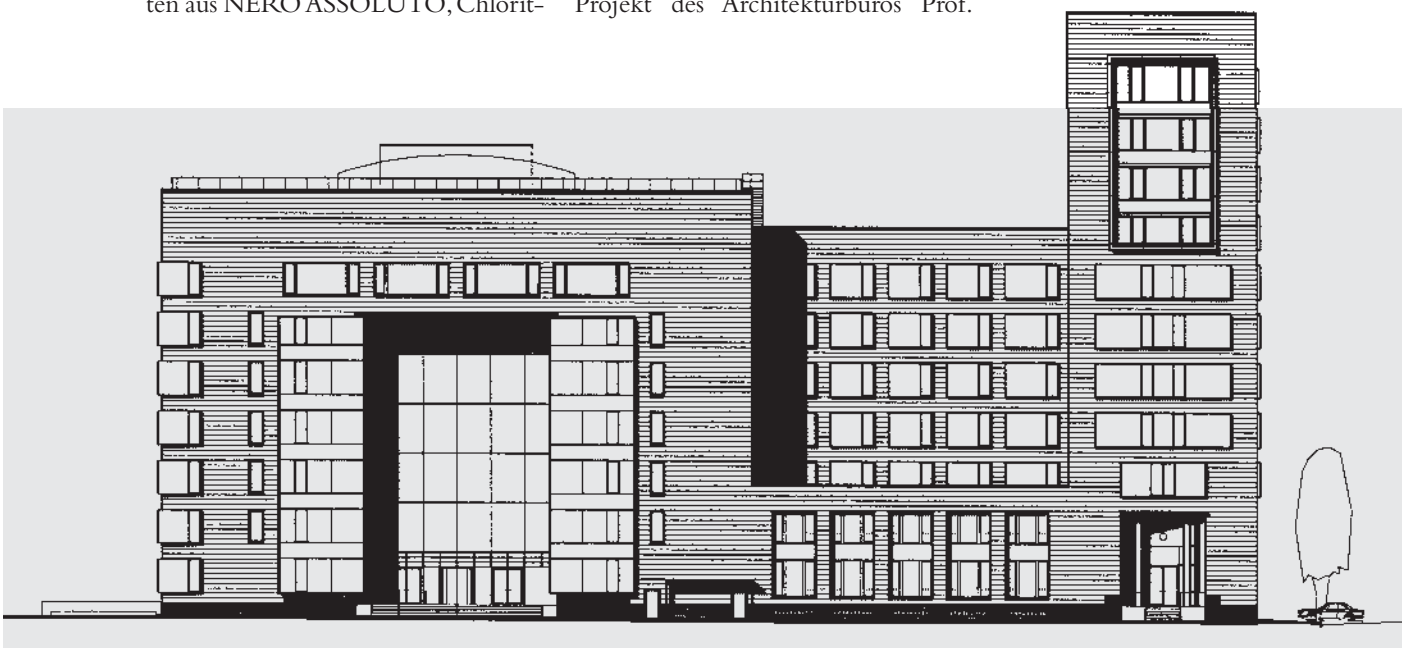 ten aus NERO ASSOLUTO, Chlorit-
Projekt des Architekturbüros Prof.